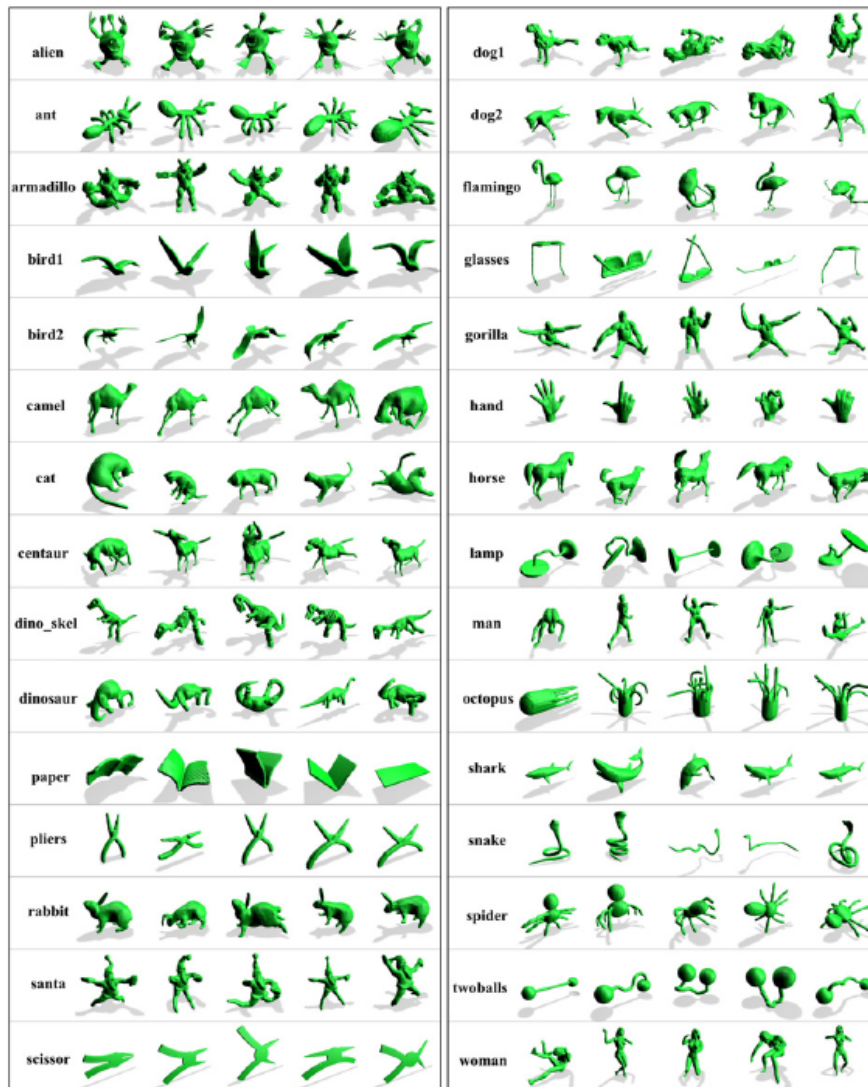 alien
ant
armadillo
bird1
bird2
camel
cat
centaur
dino_skel
dinosaur
paper
pliers
rabbit
santa
scissor
dog1
dog2
flamingo
glasses
gorilla
hand
horse
lamp
man
octopus
shark
snake
spider
twoballs
woman